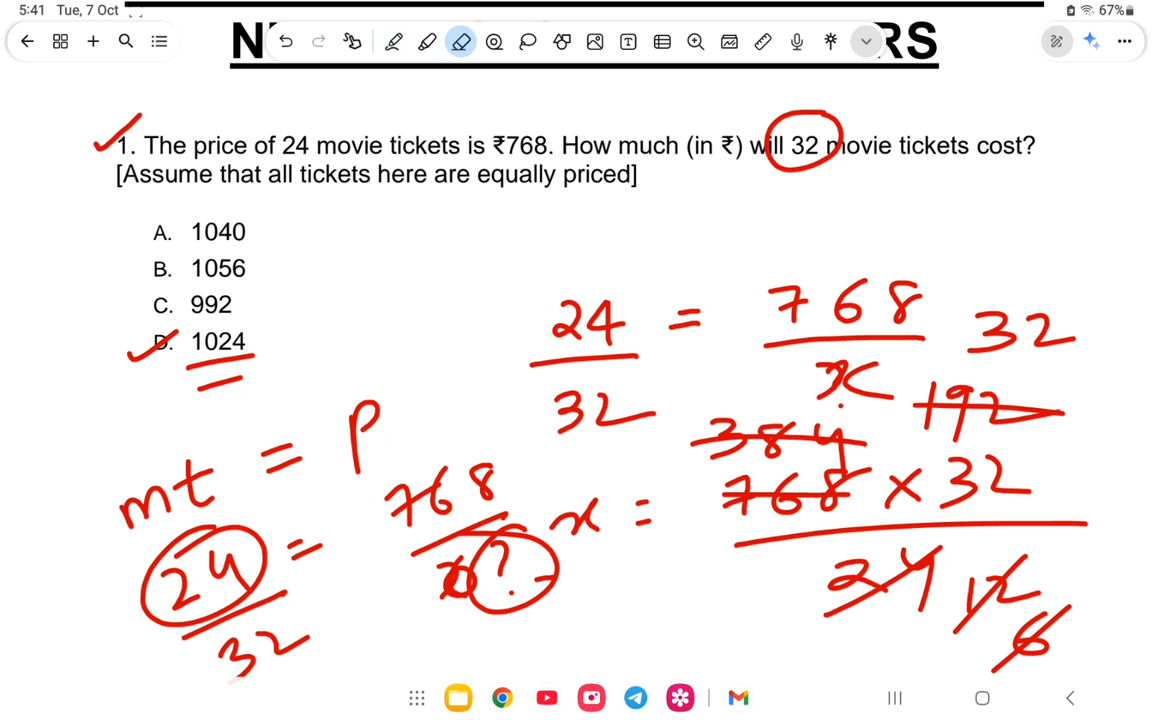 5:41 Tue, 7 Oct 67%
N RS
1. The price of 24 movie tickets is ₹768. How much (in ₹) will 32 movie tickets cost?
[Assume that all tickets here are equally priced]
A. 1040
B. 1056
C. 992
D. 1024
24 = 768 32
32 x 192
384
mt = P 768 x = 768 × 32
24 = ? 24 12
32 6